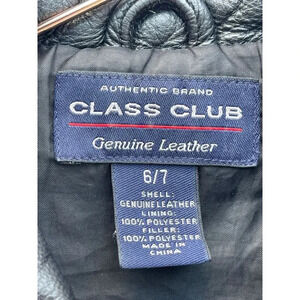 AUTHENTIC BRAND
CLASS CLUB
Genuine Leather
6/7
SHELL:
GENUINE LEATHER
LINING:
100% POLYESTER
FILLER:
100% POLYESTER
MADE IN
CHINA